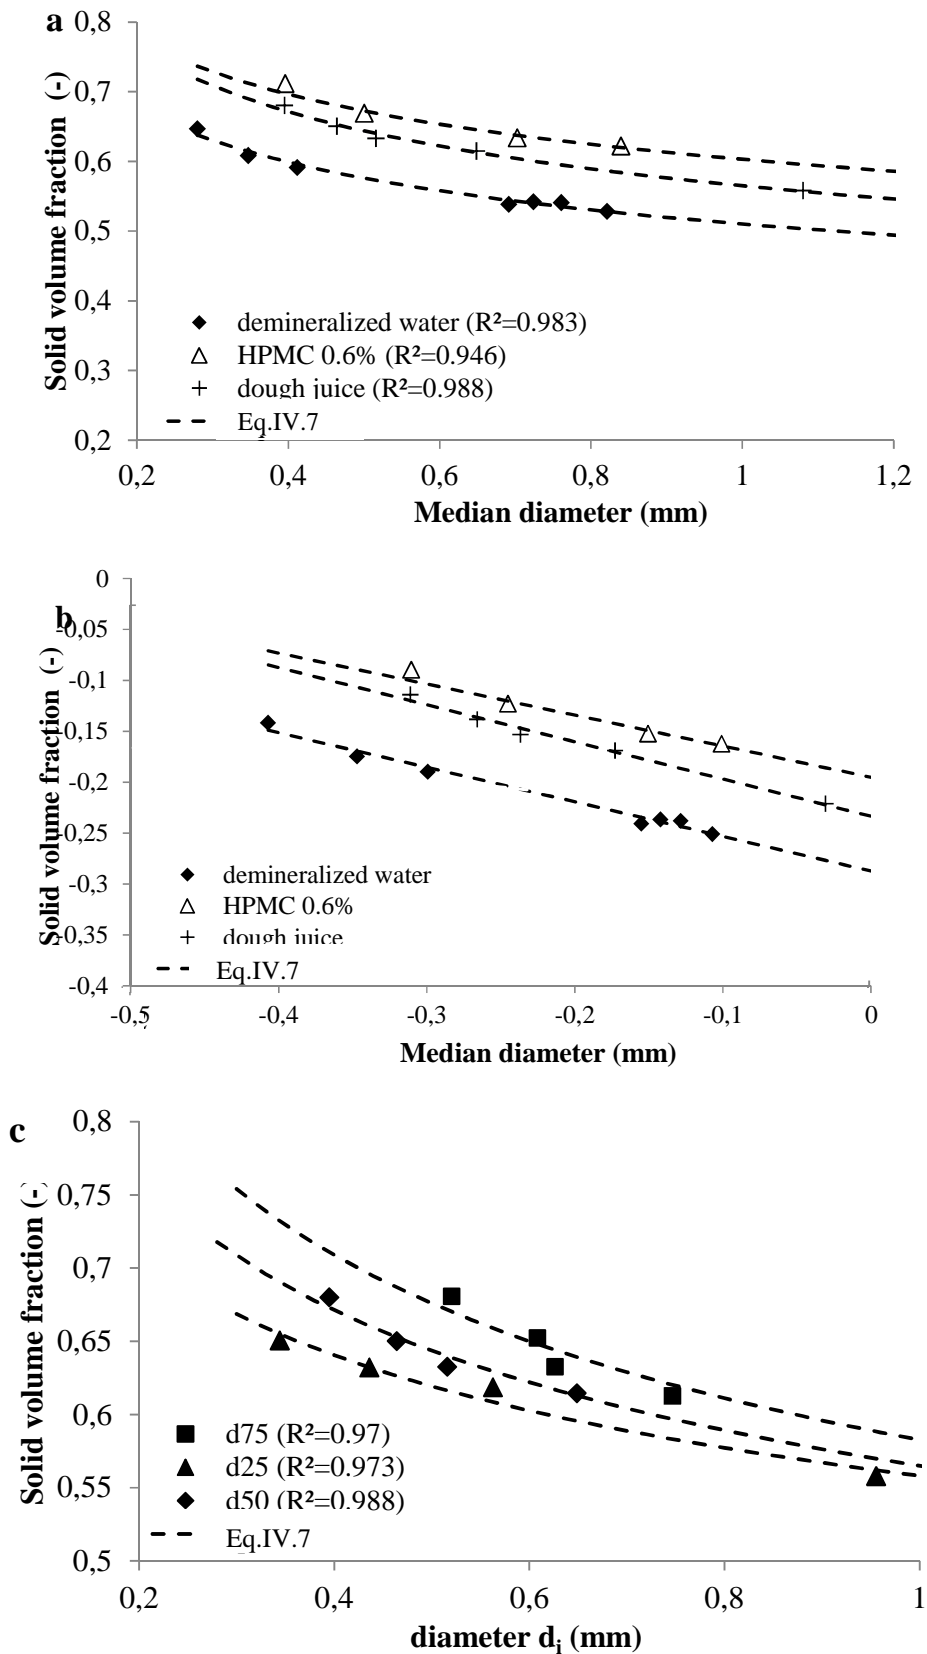 a
0,8
0,7
0,6
0,5
0,4
0,3
0,2
Solid volume fraction (-)
demineralized water (R²=0.983)
HPMC 0.6% (R²=0.946)
dough juice (R²=0.988)
Eq.IV.7
0,2 0,4 0,6 0,8 1 1,2
Median diameter (mm)
b
0
-0,05
-0,1
-0,15
-0,2
-0,25
-0,3
-0,35
-0,4
Solid volume fraction (-)
demineralized water
HPMC 0.6%
dough juice
Eq.IV.7
-0,5 -0,4 -0,3 -0,2 -0,1 0
Median diameter (mm)
c
0,8
0,75
0,7
0,65
0,6
0,55
0,5
Solid volume fraction (-)
d75 (R²=0.97)
d25 (R²=0.973)
d50 (R²=0.988)
Eq.IV.7
0,2 0,4 0,6 0,8 1
diameter dᵢ (mm)